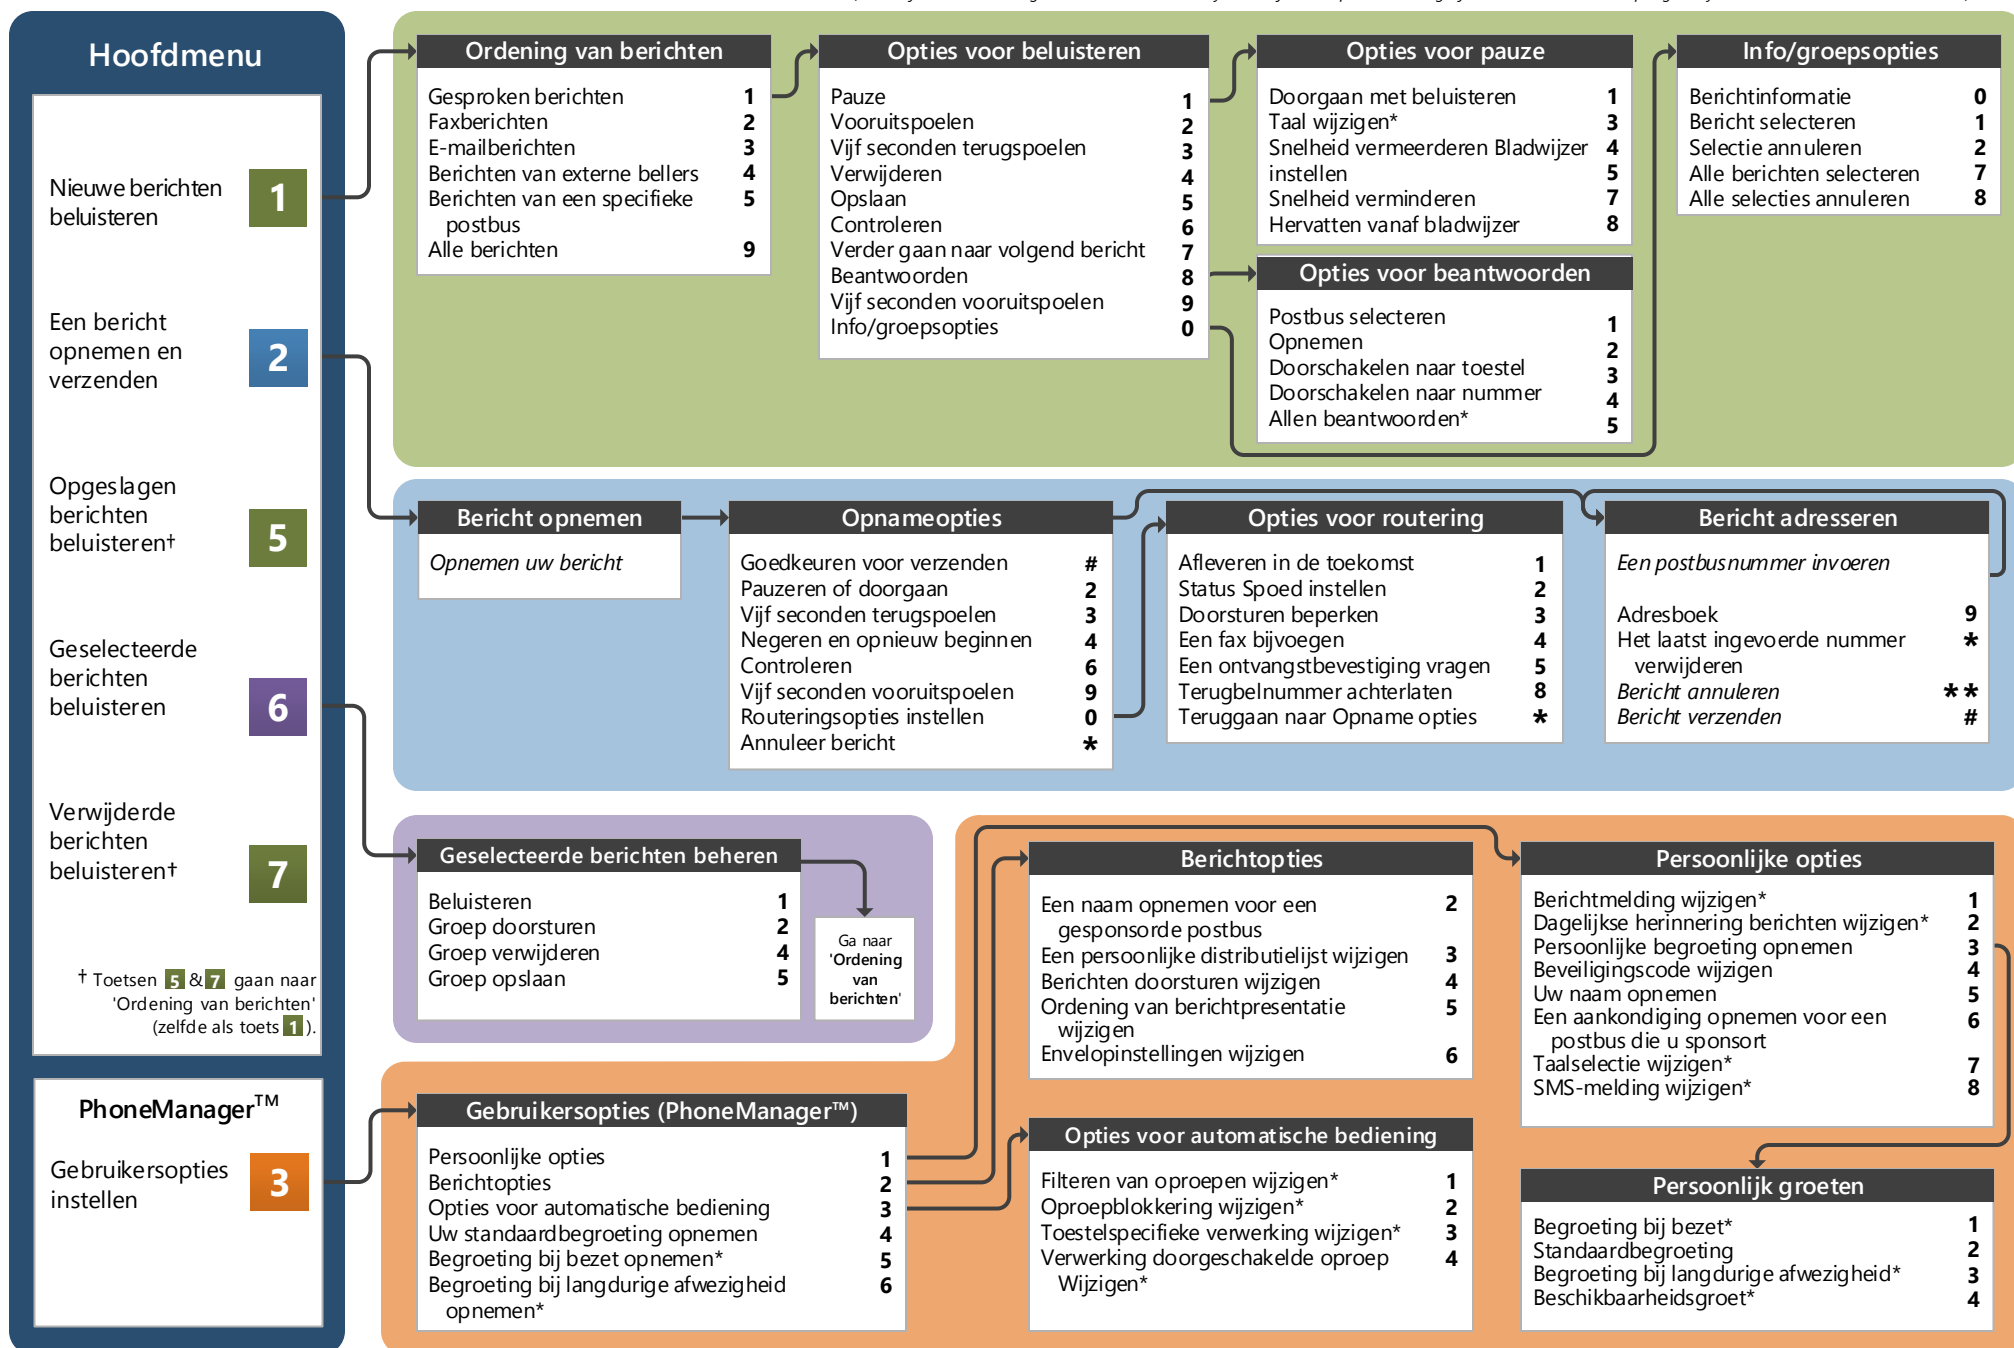 Hoofdmenu
Nieuwe berichten
beluisteren
1
Een bericht
opnemen en
verzenden
2
Opgeslagen
berichten
beluisteren†
5
Geselecteerde
berichten
beluisteren
6
Verwijderde
berichten
beluisteren†
7
† Toetsen 5 & 7 gaan naar
'Ordening van berichten'
(zelfde als toets 1 ).
PhoneManager™
Gebruikersopties
instellen
3
Ordening van berichten
Gesproken berichten 1
Faxberichten 2
E-mailberichten 3
Berichten van externe bellers 4
Berichten van een specifieke 5
postbus
Alle berichten 9
Opties voor beluisteren
Pauze 1
Vooruitspoelen 2
Vijf seconden terugspoelen 3
Verwijderen 4
Opslaan 5
Controleren 6
Verder gaan naar volgend bericht 7
Beantwoorden 8
Vijf seconden vooruitspoelen 9
Info/groepsopties 0
Opties voor pauze
Doorgaan met beluisteren 1
Taal wijzigen* 3
Snelheid vermeerderen Bladwijzer 4
instellen 5
Snelheid verminderen 7
Hervatten vanaf bladwijzer 8
Opties voor beantwoorden
Postbus selecteren 1
Opnemen 2
Doorschakelen naar toestel 3
Doorschakelen naar nummer 4
Allen beantwoorden* 5
Info/groepsopties
Berichtinformatie 0
Bericht selecteren 1
Selectie annuleren 2
Alle berichten selecteren 7
Alle selecties annuleren 8
Bericht opnemen
Opnemen uw bericht
Opnameopties
Goedkeuren voor verzenden #
Pauzeren of doorgaan 2
Vijf seconden terugspoelen 3
Negeren en opnieuw beginnen 4
Controleren 6
Vijf seconden vooruitspoelen 9
Routeringsopties instellen 0
Annuleer bericht *
Opties voor routering
Afleveren in de toekomst 1
Status Spoed instellen 2
Doorsturen beperken 3
Een fax bijvoegen 4
Een ontvangstbevestiging vragen 5
Terugbelnummer achterlaten 8
Teruggaan naar Opname opties *
Bericht adresseren
Een postbusnummer invoeren
Adresboek 9
Het laatst ingevoerde nummer *
verwijderen
Bericht annuleren **
Bericht verzenden #
Geselecteerde berichten beheren
Beluisteren 1
Groep doorsturen 2
Groep verwijderen 4
Groep opslaan 5
Ga naar
'Ordening
van
berichten'
Gebruikersopties (PhoneManager™)
Persoonlijke opties 1
Berichtopties 2
Opties voor automatische bediening 3
Uw standaardbegroeting opnemen 4
Begroeting bij bezet opnemen* 5
Begroeting bij langdurige afwezigheid 6
opnemen*
Berichtopties
Een naam opnemen voor een 2
gesponsorde postbus
Een persoonlijke distributielijst wijzigen 3
Berichten doorsturen wijzigen 4
Ordening van berichtpresentatie 5
wijzigen
Envelopinstellingen wijzigen 6
Opties voor automatische bediening
Filteren van oproepen wijzigen* 1
Oproepblokkering wijzigen* 2
Toestelspecifieke verwerking wijzigen* 3
Verwerking doorgeschakelde oproep 4
Wijzigen*
Persoonlijke opties
Berichtmelding wijzigen* 1
Dagelijkse herinnering berichten wijzigen* 2
Persoonlijke begroeting opnemen 3
Beveiligingscode wijzigen 4
Uw naam opnemen 5
Een aankondiging opnemen voor een 6
postbus die u sponsort
Taalselectie wijzigen* 7
SMS-melding wijzigen* 8
Persoonlijk groeten
Begroeting bij bezet* 1
Standaardbegroeting 2
Begroeting bij langdurige afwezigheid* 3
Beschikbaarheidsgroet* 4